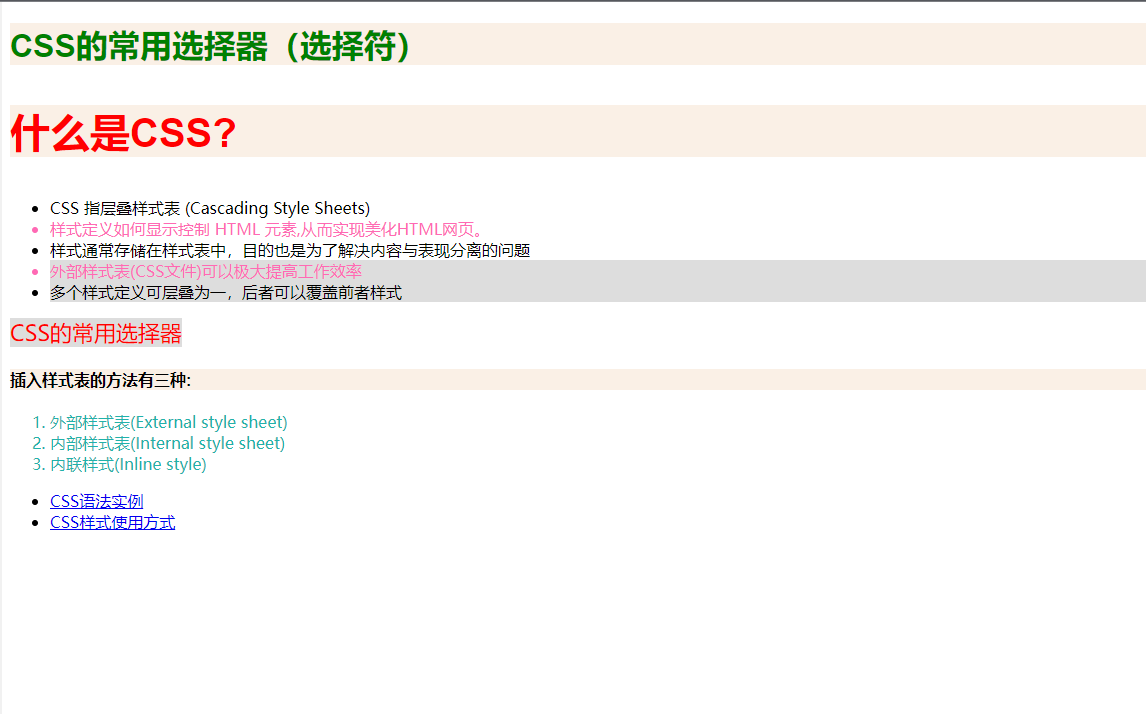 CSS的常用选择器（选择符）
什么是CSS?
CSS 指层叠样式表 (Cascading Style Sheets)
样式定义如何显示控制 HTML 元素,从而实现美化HTML网页。
样式通常存储在样式表中，目的也是为了解决内容与表现分离的问题
外部样式表(CSS文件)可以极大提高工作效率
多个样式定义可层叠为一，后者可以覆盖前者样式
CSS的常用选择器
插入样式表的方法有三种:
1. 外部样式表(External style sheet)
2. 内部样式表(Internal style sheet)
3. 内联样式(Inline style)
CSS语法实例
CSS样式使用方式